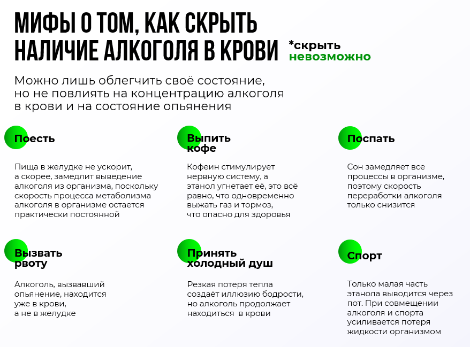 МИФЫ О ТОМ, КАК СКРЫТЬ
НАЛИЧИЕ АЛКОГОЛЯ В КРОВИ
*скрыть
невозможно
Можно лишь облегчить своё состояние,
но не повлиять на концентрацию алкоголя
в крови и на состояние опьянения
Поесть
Пища в желудке не ускорит,
а скорее, замедлит выведение
алкоголя из организма, поскольку
скорость процесса метаболизма
алкоголя в организме остается
практически постоянной
Выпить
кофе
Кофеин стимулирует
нервную систему, а
этанол угнетает её, это всё
равно, что одновременно
выжать газ и тормоз,
что опасно для здоровья
Поспать
Сон замедляет все
процессы в организме,
поэтому скорость
переработки алкоголя
только снизится
Вызвать
рвоту
Алкоголь, вызвавший
опьянение, находится
уже в крови,
а не в желудке
Принять
холодный душ
Резкая потеря тепла
создаёт иллюзию бодрости,
но алкоголь продолжает
находиться в крови
Спорт
Только малая часть
этанола выводится через
пот. При совмещении
алкоголя и спорта
усиливается потеря
жидкости организмом